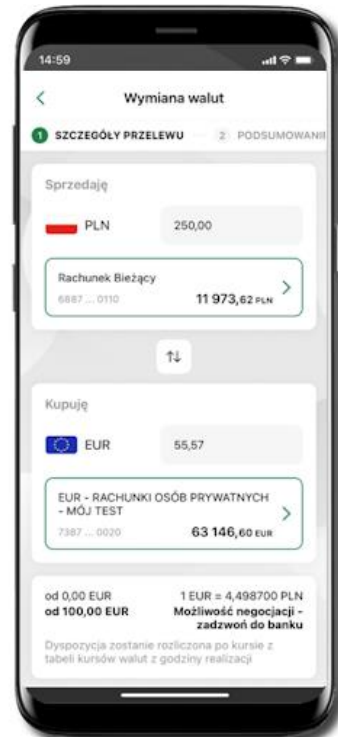 14:59
Wymiana walut
1 SZCZEGÓŁY PRZELEWU 2 PODSUMOWANIE
Sprzedaję
PLN 250,00
Rachunek Bieżący
6887 ... 0110 11 973,62 PLN
Kupuję
EUR 55,57
EUR - RACHUNKI OSÓB PRYWATNYCH
- MÓJ TEST
7387 ... 0020 63 146,60 EUR
od 0,00 EUR 1 EUR = 4,498700 PLN
od 100,00 EUR Możliwość negocjacji -
zadzwoń do banku
Dyspozycja zostanie rozliczona po kursie z
tabeli kursów walut z godziny realizacji